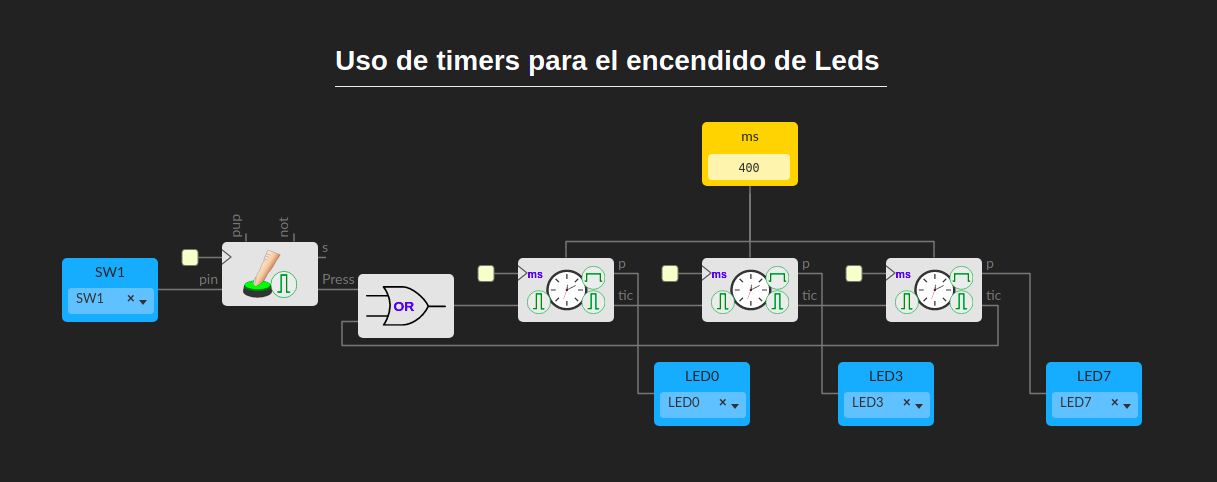 Uso de timers para el encendido de Leds
ms
400
pup
not
s
SW1
SW1 ×
pin
Press
OR
ms
p
tic
ms
p
tic
ms
p
tic
LED0
LED0 ×
LED3
LED3 ×
LED7
LED7 ×